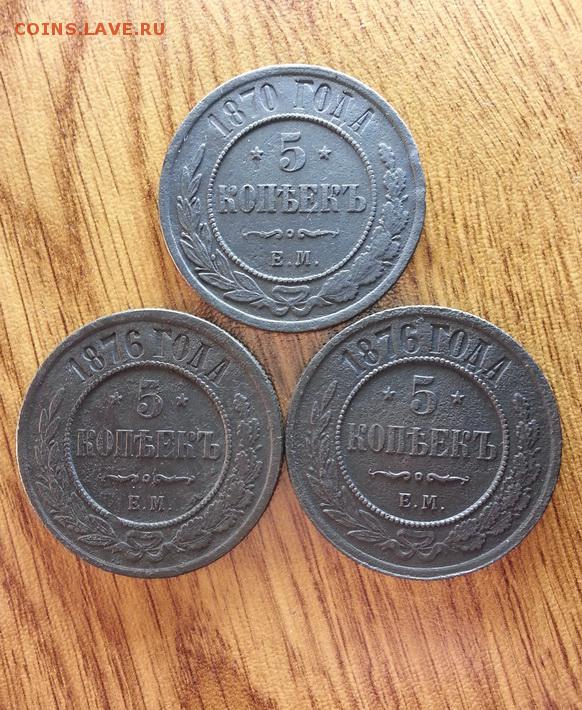 COINS.LAVE.RU
1870 ГОДА
5
КОПѢЕКЪ
Е.М.
1876 ГОДА
5
КОПѢЕКЪ
Е.М.
1876 ГОДА
5
КОПѢЕКЪ
Е.М.